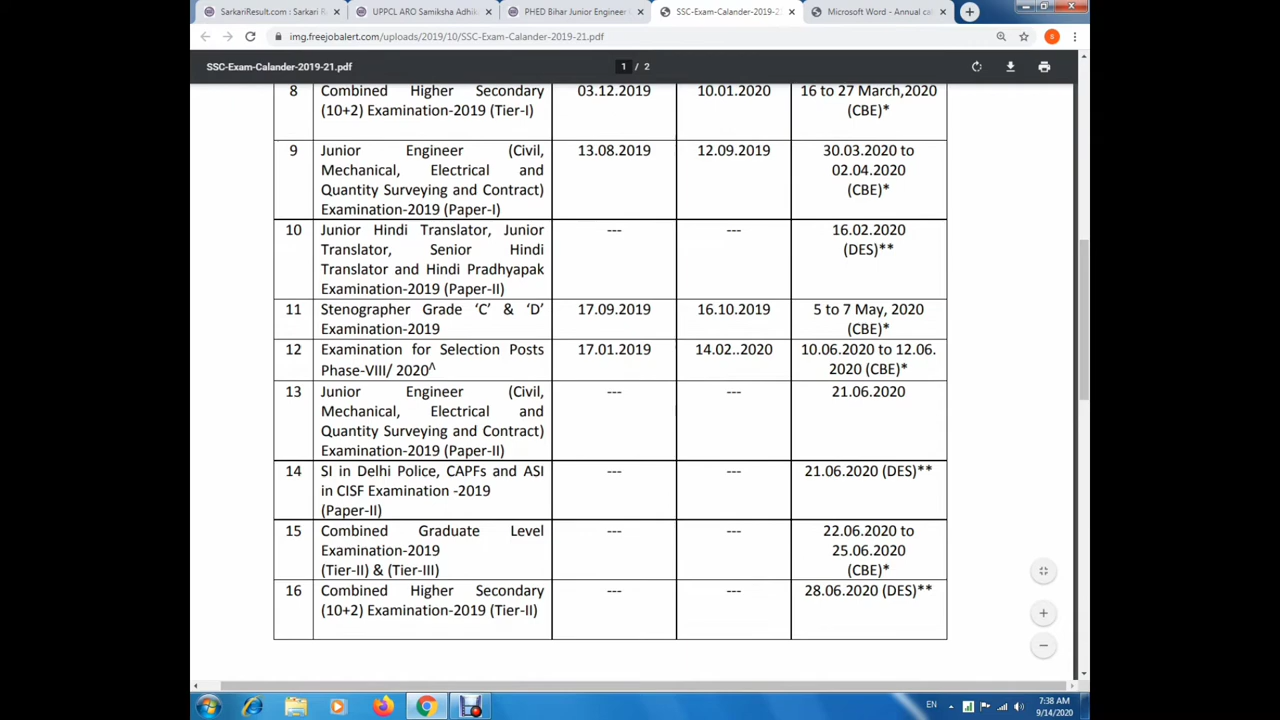 SarkariResult.com : Sarkari R
UPPCL ARO Samiksha Adhik
PHED Bihar Junior Engineer
SSC-Exam-Calander-2019-2
Microsoft Word - Annual ca
img.freejobalert.com/uploads/2019/10/SSC-Exam-Calander-2019-21.pdf
S
SSC-Exam-Calander-2019-21.pdf
1 / 2
8 Combined Higher Secondary 03.12.2019 10.01.2020 16 to 27 March,2020
(10+2) Examination-2019 (Tier-I) (CBE)*
9 Junior Engineer (Civil, 13.08.2019 12.09.2019 30.03.2020 to
Mechanical, Electrical and 02.04.2020
Quantity Surveying and Contract) (CBE)*
Examination-2019 (Paper-I)
10 Junior Hindi Translator, Junior --- --- 16.02.2020
Translator, Senior Hindi (DES)**
Translator and Hindi Pradhyapak
Examination-2019 (Paper-II)
11 Stenographer Grade ‘C’ & ‘D’ 17.09.2019 16.10.2019 5 to 7 May, 2020
Examination-2019 (CBE)*
12 Examination for Selection Posts 17.01.2019 14.02..2020 10.06.2020 to 12.06.
Phase-VIII/ 2020^ 2020 (CBE)*
13 Junior Engineer (Civil, --- --- 21.06.2020
Mechanical, Electrical and
Quantity Surveying and Contract)
Examination-2019 (Paper-II)
14 SI in Delhi Police, CAPFs and ASI --- --- 21.06.2020 (DES)**
in CISF Examination -2019
(Paper-II)
15 Combined Graduate Level --- --- 22.06.2020 to
Examination-2019 25.06.2020
(Tier-II) & (Tier-III) (CBE)*
16 Combined Higher Secondary --- --- 28.06.2020 (DES)**
(10+2) Examination-2019 (Tier-II)
EN
7:38 AM
9/14/2020